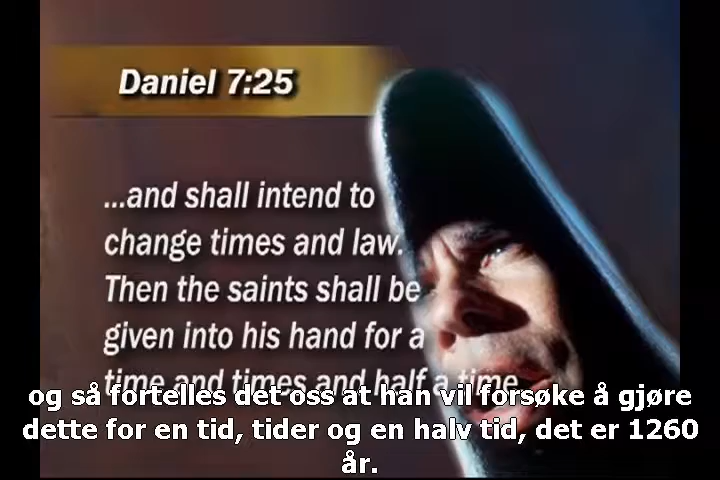 Daniel 7:25
...and shall intend to
change times and law.
Then the saints shall be
given into his hand for a
time and times and half a time.
og så fortelles det oss at han vil forsøke å gjøre
dette for en tid, tider og en halv tid, det er 1260
år.